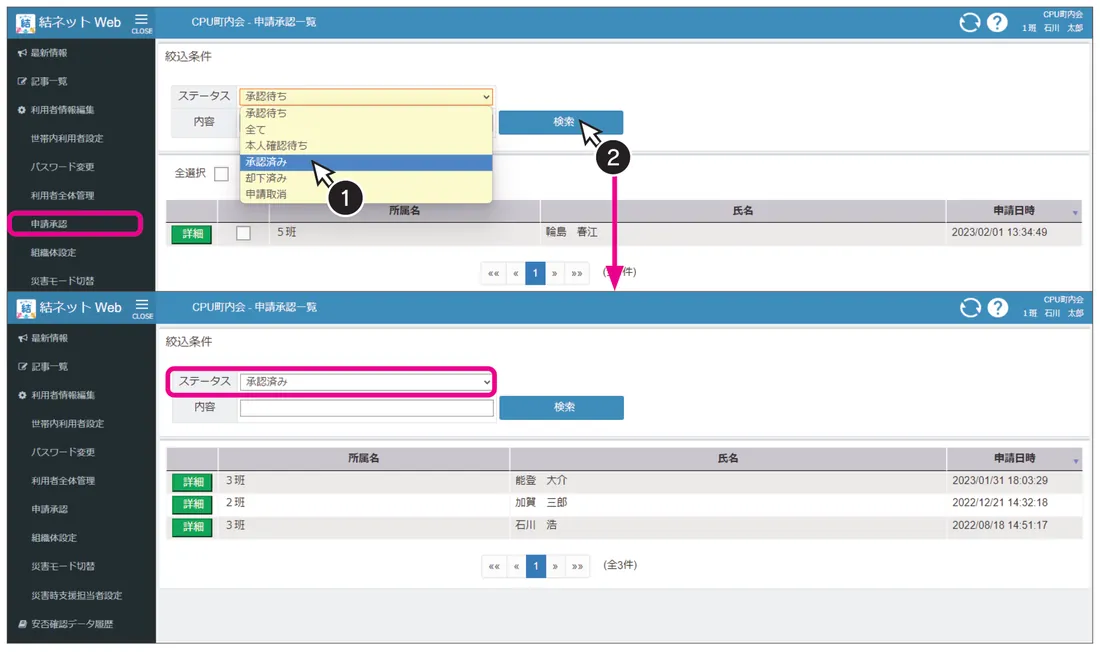 結ネット Web
CLOSE
CPU町内会 - 申請承認一覧
?
CPU町内会
1班 石川 太郎
最新情報
記事一覧
利用者情報編集
世帯内利用者設定
パスワード変更
利用者全体管理
申請承認
組織体設定
災害モード切替
絞込条件
ステータス 承認待ち
承認待ち
全て
本人確認待ち
承認済み
却下済み
申請取消
内容
検索
1
2
全選択
所属名 氏名 申請日時
詳細 5班 輪島 春江 2023/02/01 13:34:49
«« « 1 » »»
件)
結ネット Web
CLOSE
CPU町内会 - 申請承認一覧
?
CPU町内会
1班 石川 太郎
最新情報
記事一覧
利用者情報編集
世帯内利用者設定
パスワード変更
利用者全体管理
申請承認
組織体設定
災害モード切替
災害時支援担当者設定
安否確認データ履歴
絞込条件
ステータス 承認済み
内容
検索
所属名 氏名 申請日時
詳細 3班 能登 大介 2023/01/31 18:03:29
詳細 2班 加賀 三郎 2022/12/21 14:32:18
詳細 3班 石川 浩 2022/08/18 14:51:17
«« « 1 » »» (全3件)